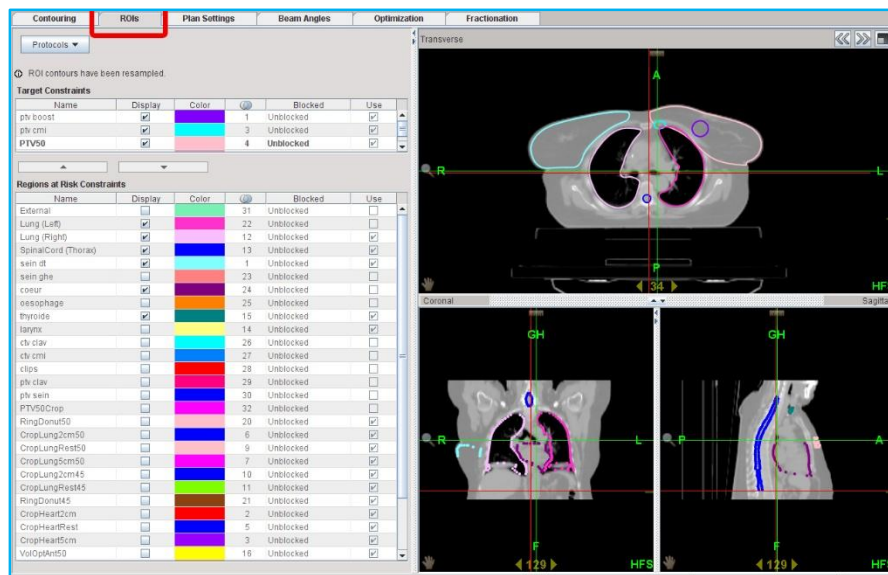 Contouring ROIs Plan Settings Beam Angles Optimization Fractionation
Protocols
Transverse
ROI contours have been resampled.
Target Constraints
Name Display Color Blocked Use
ptv boost 1 Unblocked
ptv cmi 3 Unblocked
PTV50 4 Unblocked
Regions at Risk Constraints
Name Display Color Blocked Use
External 31 Unblocked
Lung (Left) 22 Unblocked
Lung (Right) 12 Unblocked
SpinalCord (Thorax) 13 Unblocked
sein dt 1 Unblocked
sein ghe 23 Unblocked
coeur 24 Unblocked
oesophage 25 Unblocked
thyroide 15 Unblocked
larynx 14 Unblocked
ctv clav 26 Unblocked
ctv cmi 27 Unblocked
clips 28 Unblocked
ptv clav 29 Unblocked
ptv sein 30 Unblocked
PTV50Crop 32 Unblocked
RingDonut50 20 Unblocked
CropLung2cm50 6 Unblocked
CropLungRest50 9 Unblocked
CropLung5cm50 7 Unblocked
CropLung2cm45 10 Unblocked
CropLungRest45 11 Unblocked
RingDonut45 21 Unblocked
CropHeart2cm 2 Unblocked
CropHeartRest 5 Unblocked
CropHeart5cm 3 Unblocked
VolOptAnt50 16 Unblocked
A
R L
P
34
HF
Coronal Sagitta
GH GH
R L P A
F F
129 HFS 129 HF